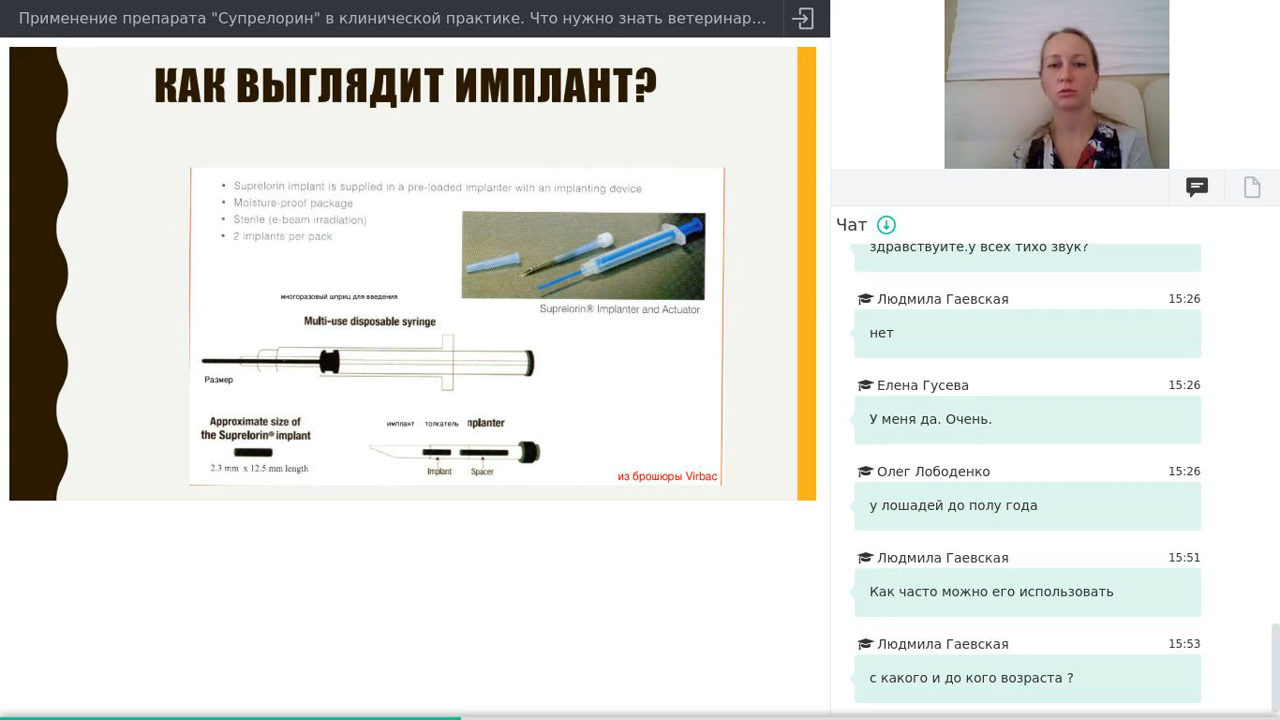 Применение препарата "Супрелорин" в клинической практике. Что нужно знать ветеринар...
КАК ВЫГЛЯДИТ ИМПЛАНТ?
• Suprelorin implant is supplied in a pre-loaded implanter with an implanting device
• Moisture-proof package
• Sterile (e-beam irradiation)
• 2 implants per pack
Suprelorin® Implanter and Actuator
многоразовый шприц для введения
Multi-use disposable syringe
Размер
Approximate size of
the Suprelorin® implant
2.3 mm x 12.5 mm length
имплант толкатель nplanter
Implant Spacer
из брошюры Virbac
Чат
здравствуйте.у всех тихо звук?
Людмила Гаевская 15:26
нет
Елена Гусева 15:26
У меня да. Очень.
Олег Лободенко 15:26
у лошадей до полу года
Людмила Гаевская 15:51
Как часто можно его использовать
Людмила Гаевская 15:53
с какого и до кого возраста ?